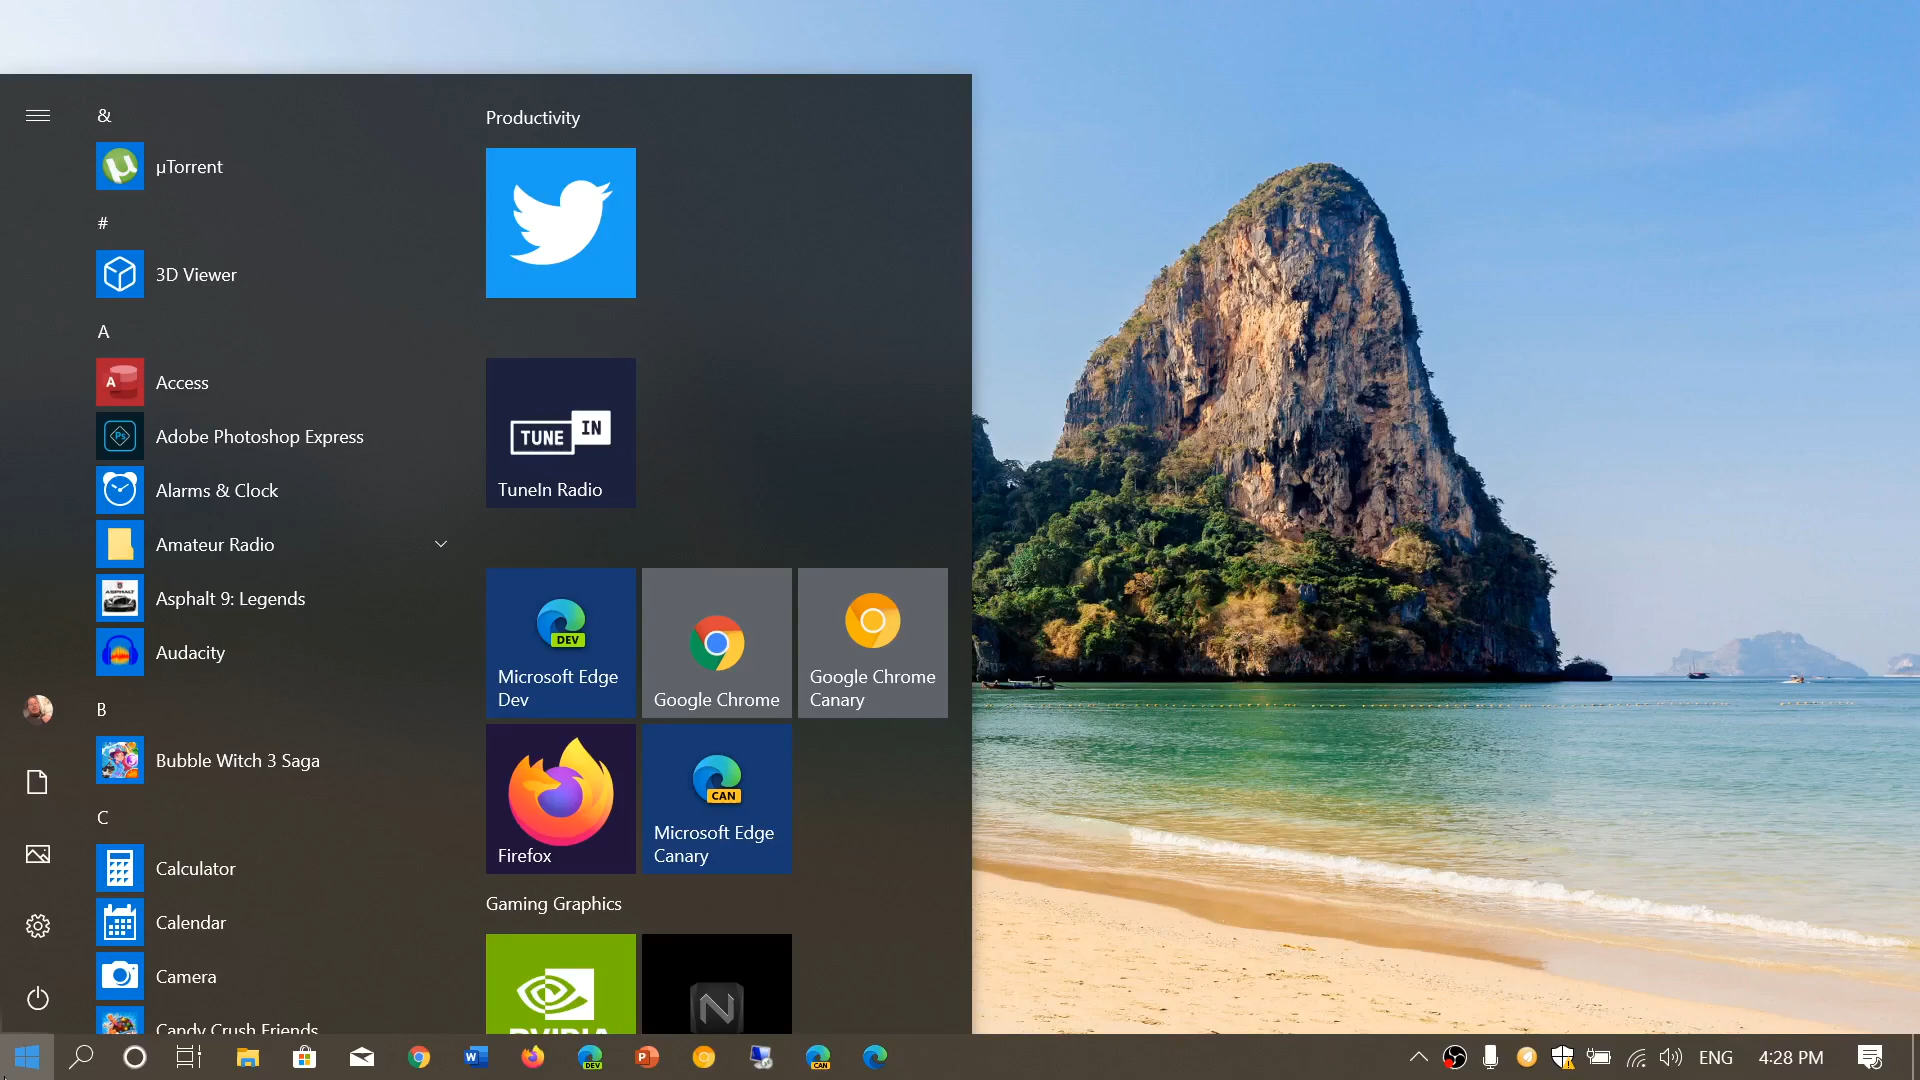 &
µTorrent
#
3D Viewer
A
Access
Adobe Photoshop Express
Alarms & Clock
Amateur Radio
Asphalt 9: Legends
Audacity
B
Bubble Witch 3 Saga
C
Calculator
Calendar
Camera
Candy Crush Friends
Productivity
TUNE IN
TuneIn Radio
DEV
Microsoft Edge
Dev
Google Chrome
Google Chrome
Canary
Firefox
CAN
Microsoft Edge
Canary
Gaming Graphics
NVIDIA
N
ENG
4:28 PM